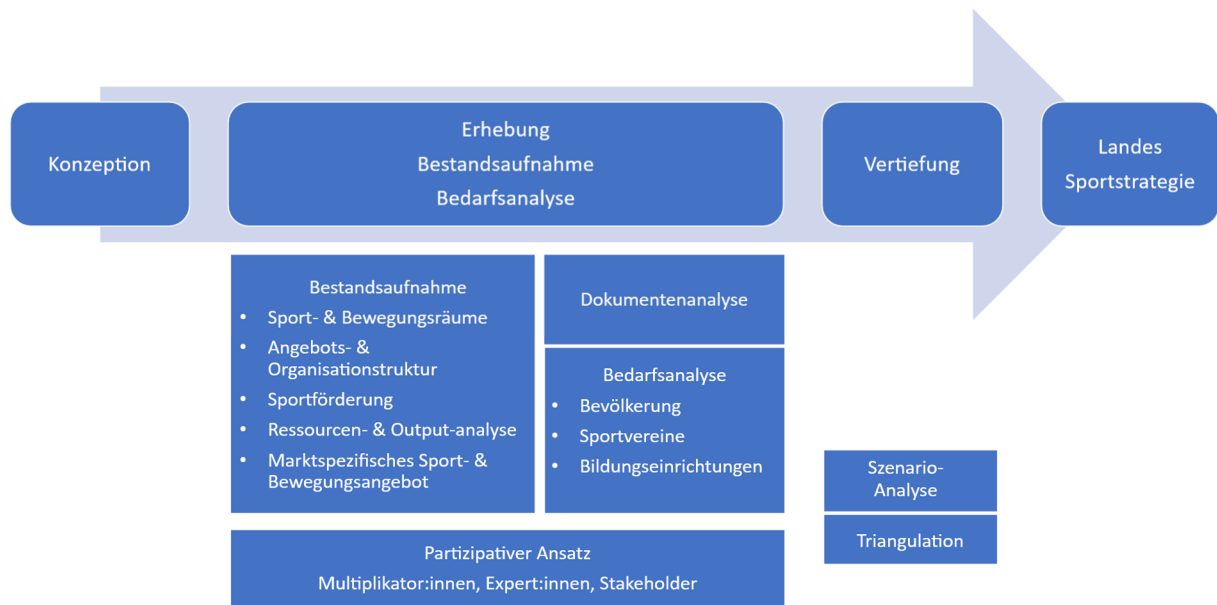 Konzeption
Erhebung
Bestandsaufnahme
Bedarfsanalyse
Vertiefung
Landes
Sportstrategie
Bestandsaufnahme
• Sport- & Bewegungsräume
• Angebots- &
Organisationstruktur
• Sportförderung
• Ressourcen- & Output-analyse
• Marktspezifisches Sport- &
Bewegungsangebot
Dokumentenanalyse
Bedarfsanalyse
• Bevölkerung
• Sportvereine
• Bildungseinrichtungen
Partizipativer Ansatz
Multiplikator:innen, Expert:innen, Stakeholder
Szenario-
Analyse
Triangulation